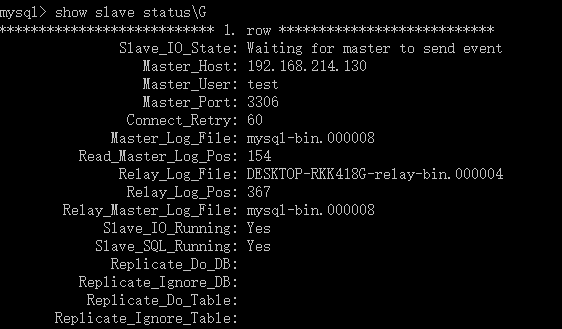 mysql> show slave status\G
*************************** 1. row ***************************
Slave_IO_State: Waiting for master to send event
Master_Host: 192.168.214.130
Master_User: test
Master_Port: 3306
Connect_Retry: 60
Master_Log_File: mysql-bin.000008
Read_Master_Log_Pos: 154
Relay_Log_File: DESKTOP-RKK418G-relay-bin.000004
Relay_Log_Pos: 367
Relay_Master_Log_File: mysql-bin.000008
Slave_IO_Running: Yes
Slave_SQL_Running: Yes
Replicate_Do_DB:
Replicate_Ignore_DB:
Replicate_Do_Table:
Replicate_Ignore_Table: